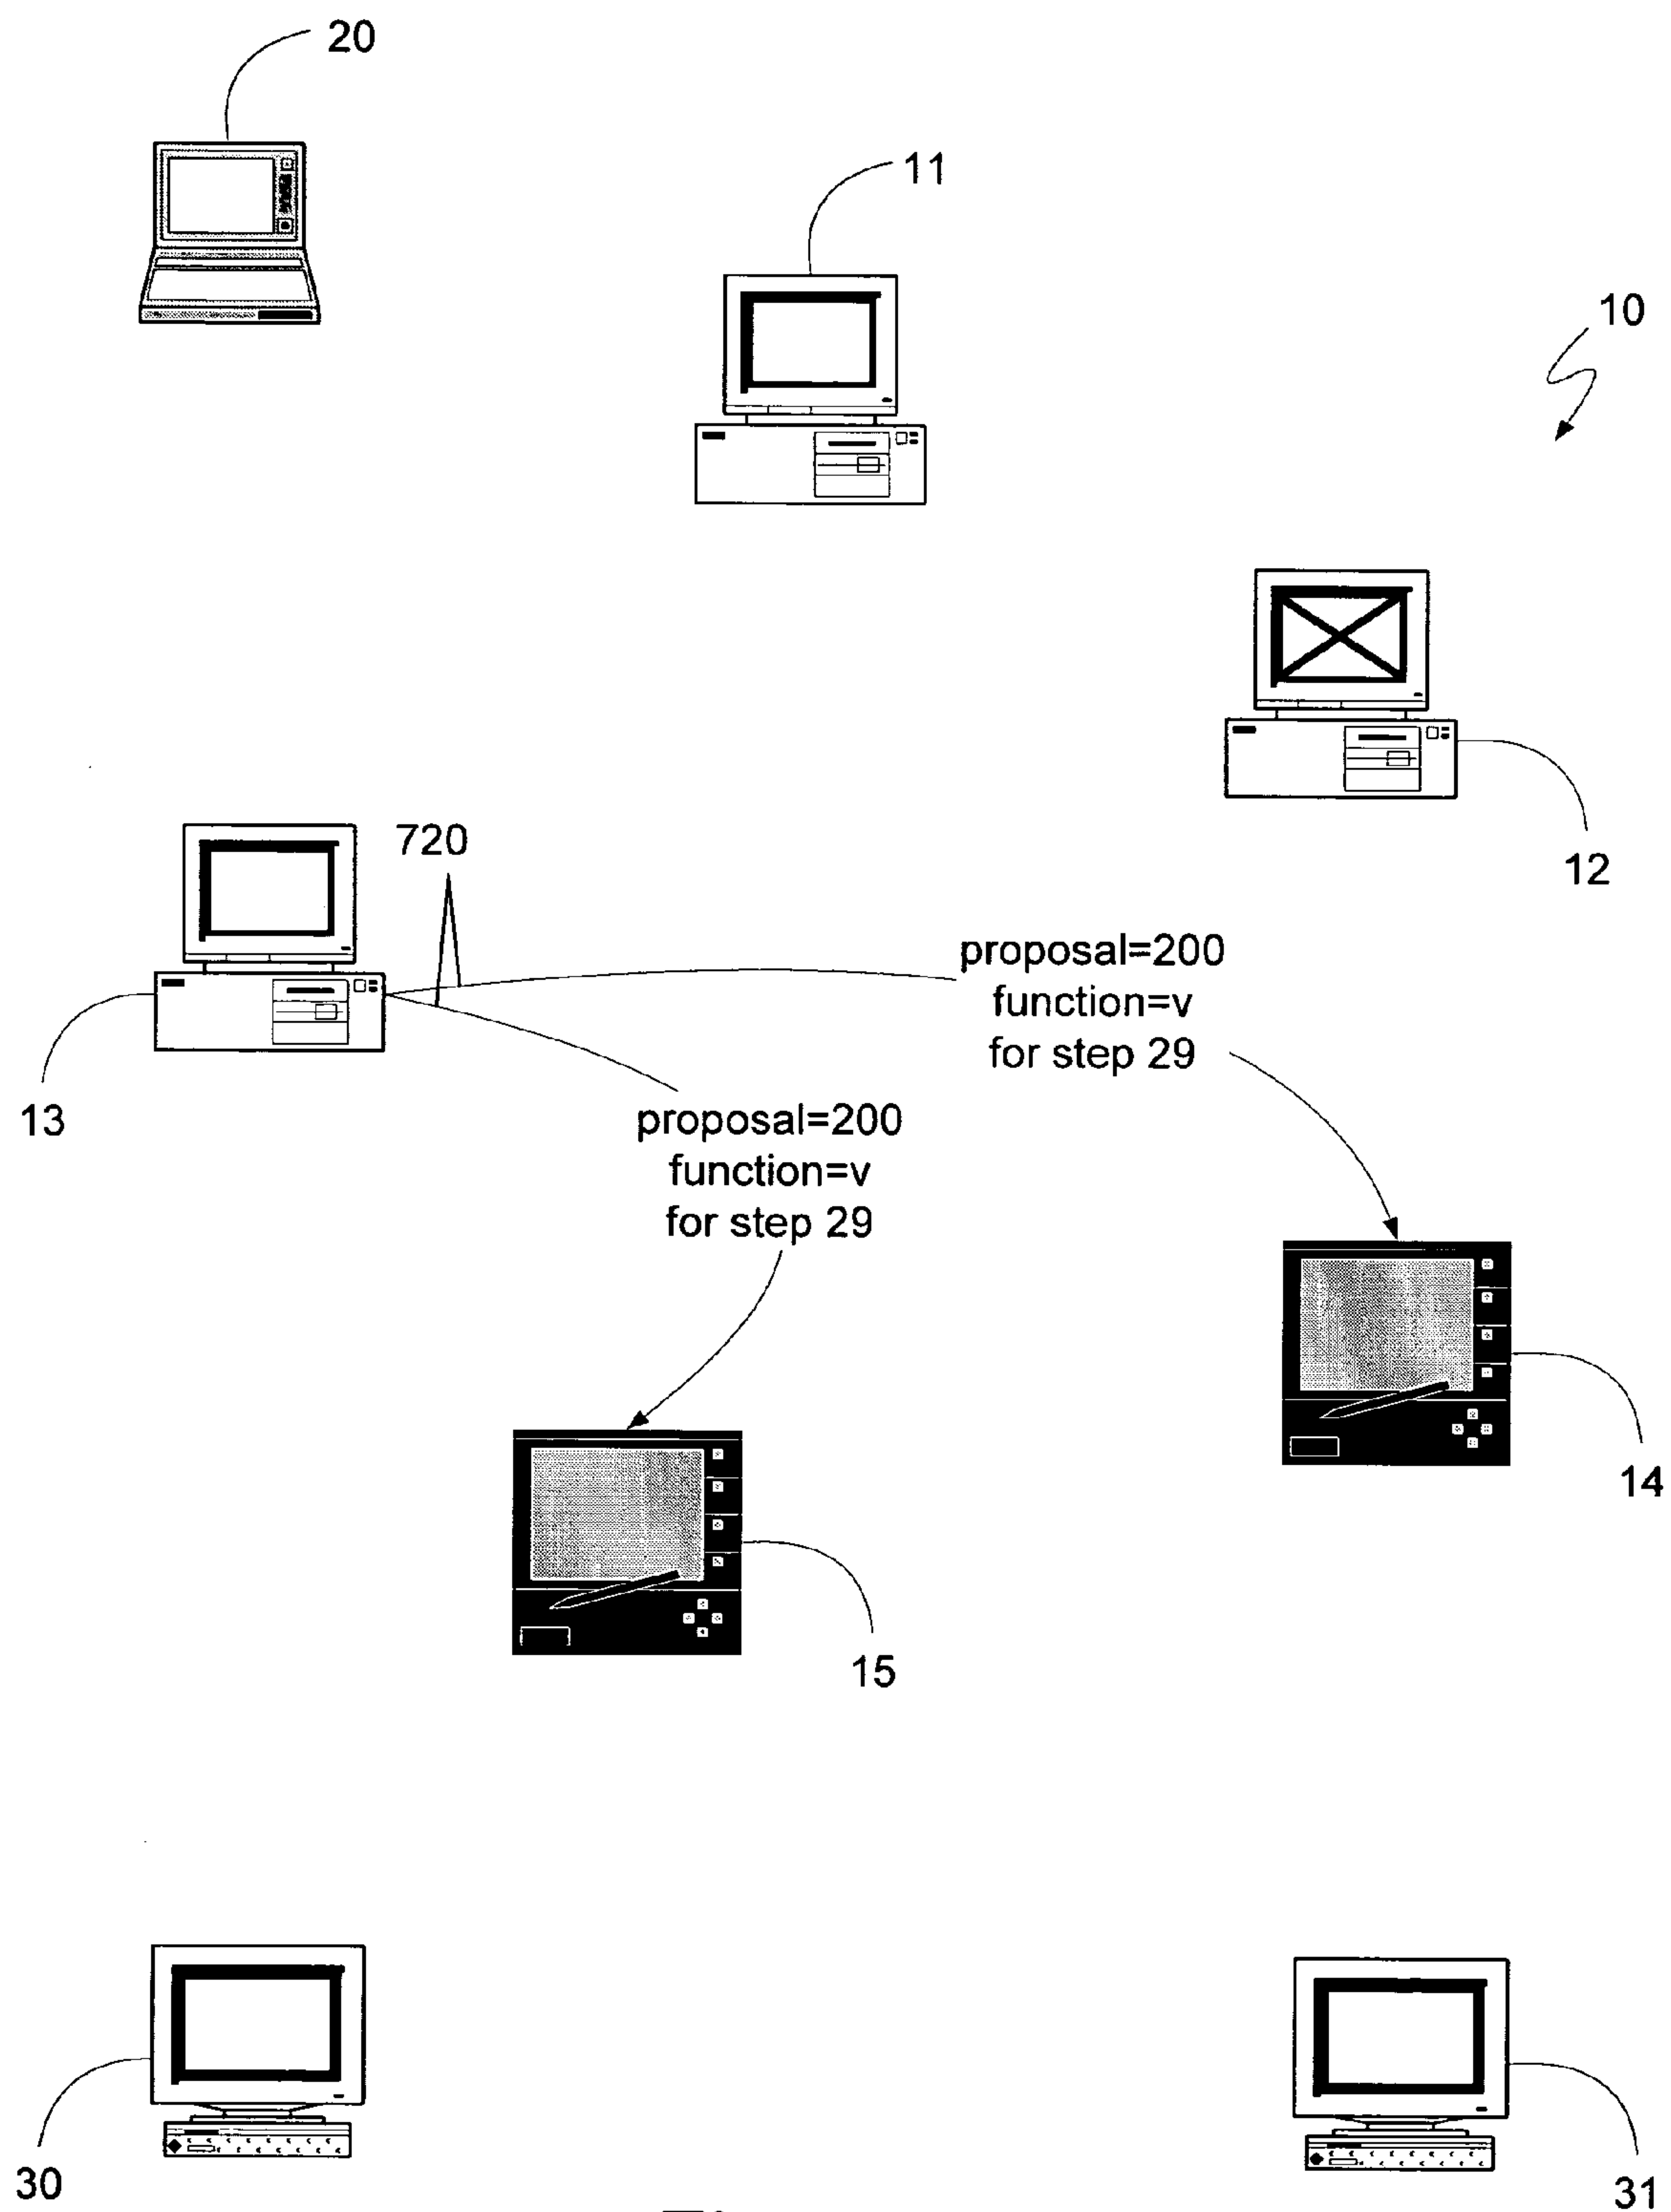 20
11
10
12
720
proposal=200
function=v
for step 29
13
proposal=200
function=v
for step 29
14
15
30
31